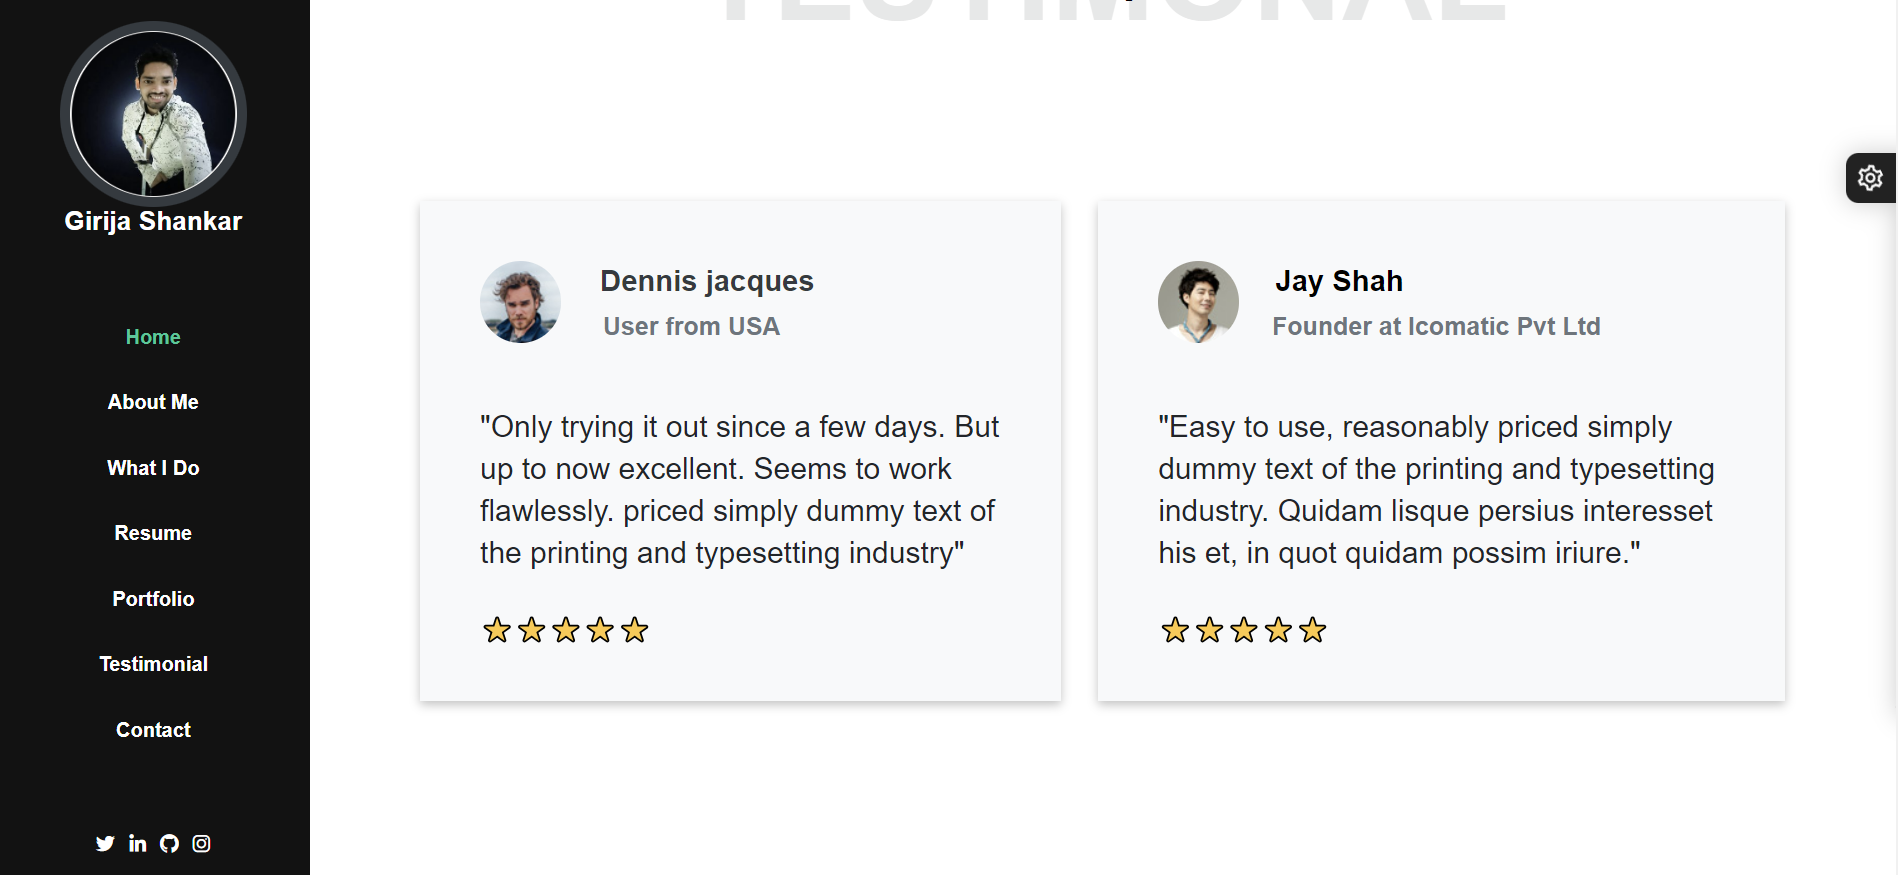 TESTIMONAL
Girija Shankar
Home
About Me
What I Do
Resume
Portfolio
Testimonial
Contact
Dennis jacques
User from USA
"Only trying it out since a few days. But
up to now excellent. Seems to work
flawlessly. priced simply dummy text of
the printing and typesetting industry"
Jay Shah
Founder at Icomatic Pvt Ltd
"Easy to use, reasonably priced simply
dummy text of the printing and typesetting
industry. Quidam lisque persius interesset
his et, in quot quidam possim iriure."